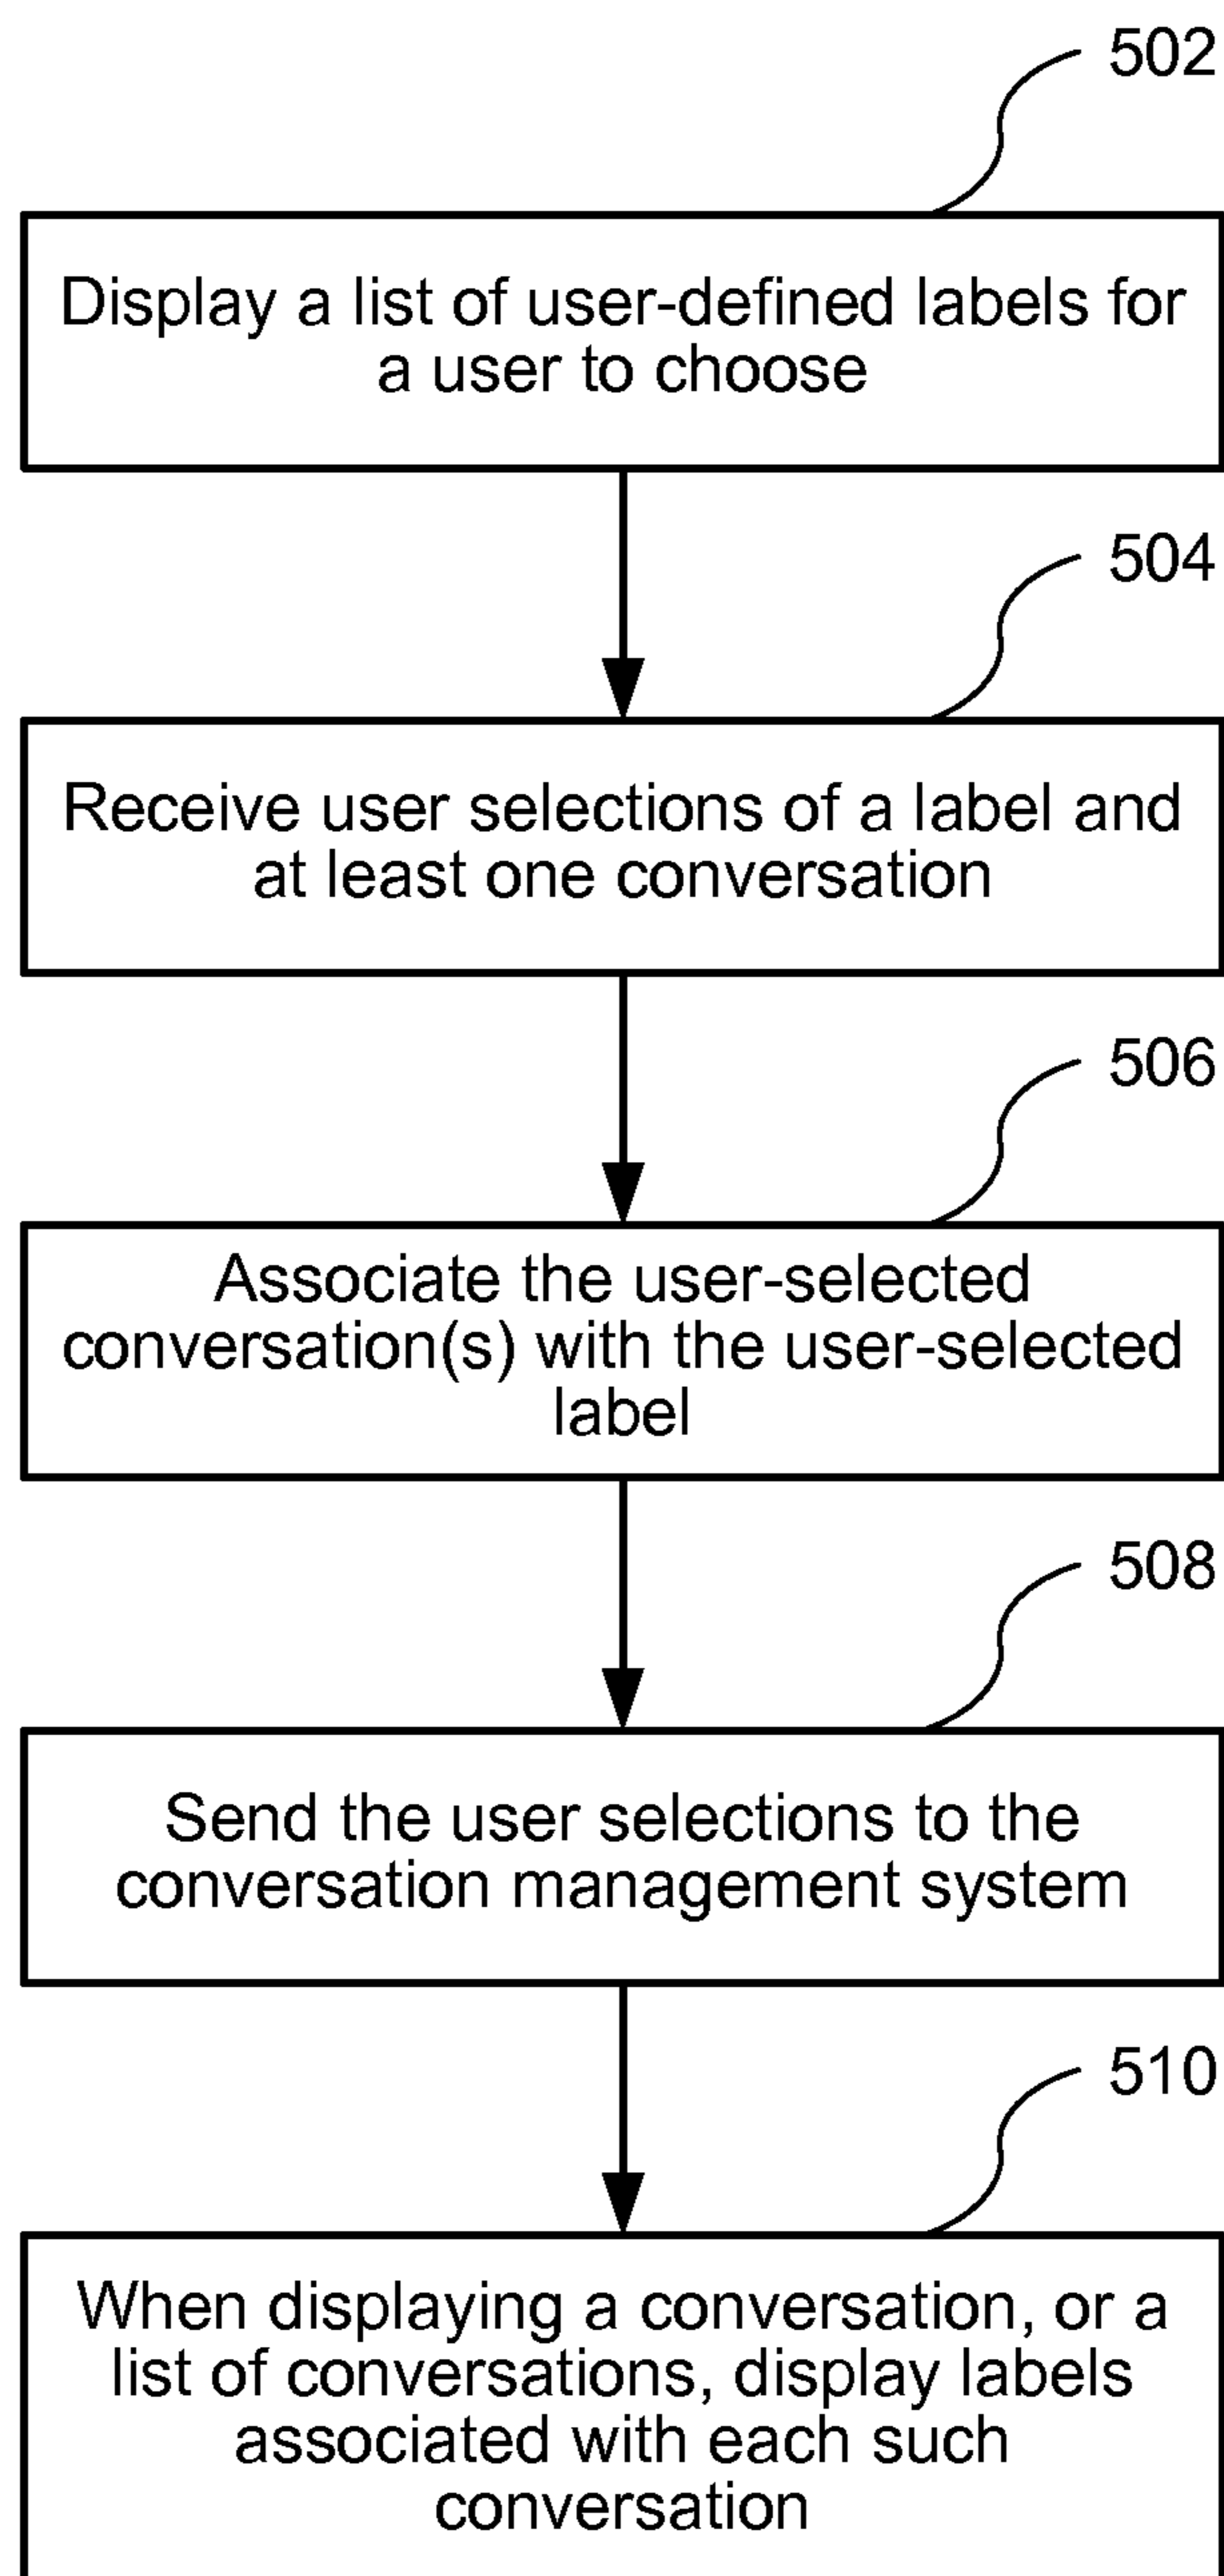 502
Display a list of user-defined labels for
a user to choose
504
Receive user selections of a label and
at least one conversation
506
Associate the user-selected
conversation(s) with the user-selected
label
508
Send the user selections to the
conversation management system
510
When displaying a conversation, or a
list of conversations, display labels
associated with each such
conversation